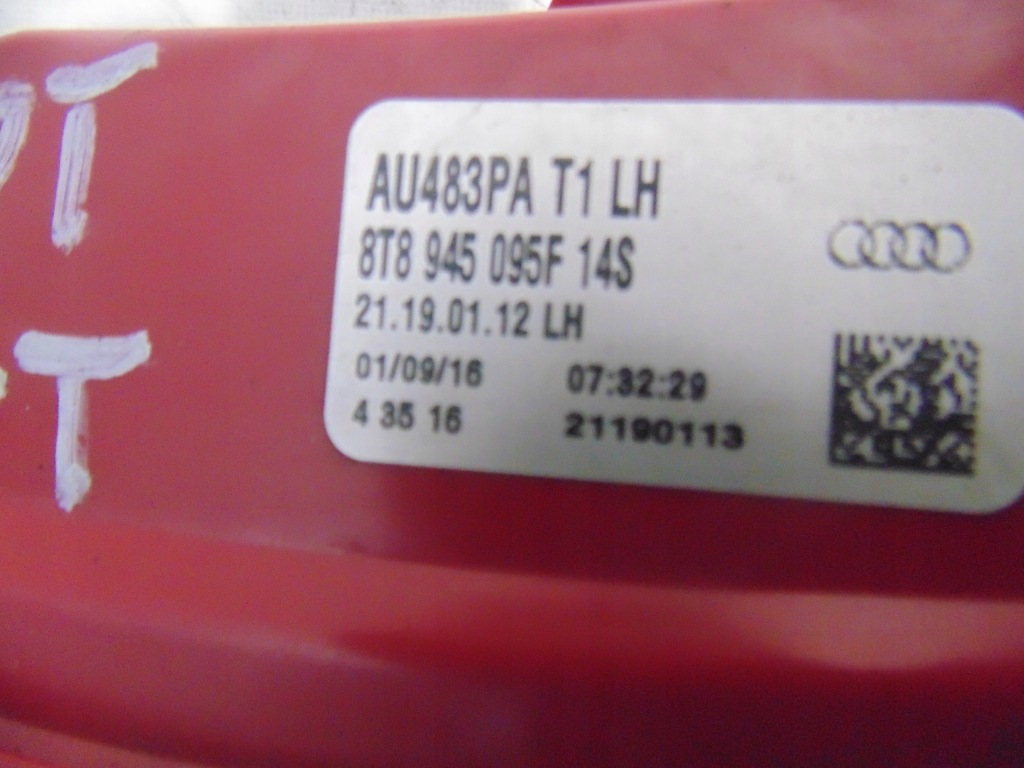 AU483PA T1 LH
8T8 945 095F 14S
21.19.01.12 LH
01/09/16 07:32:29
4 35 16 21190113